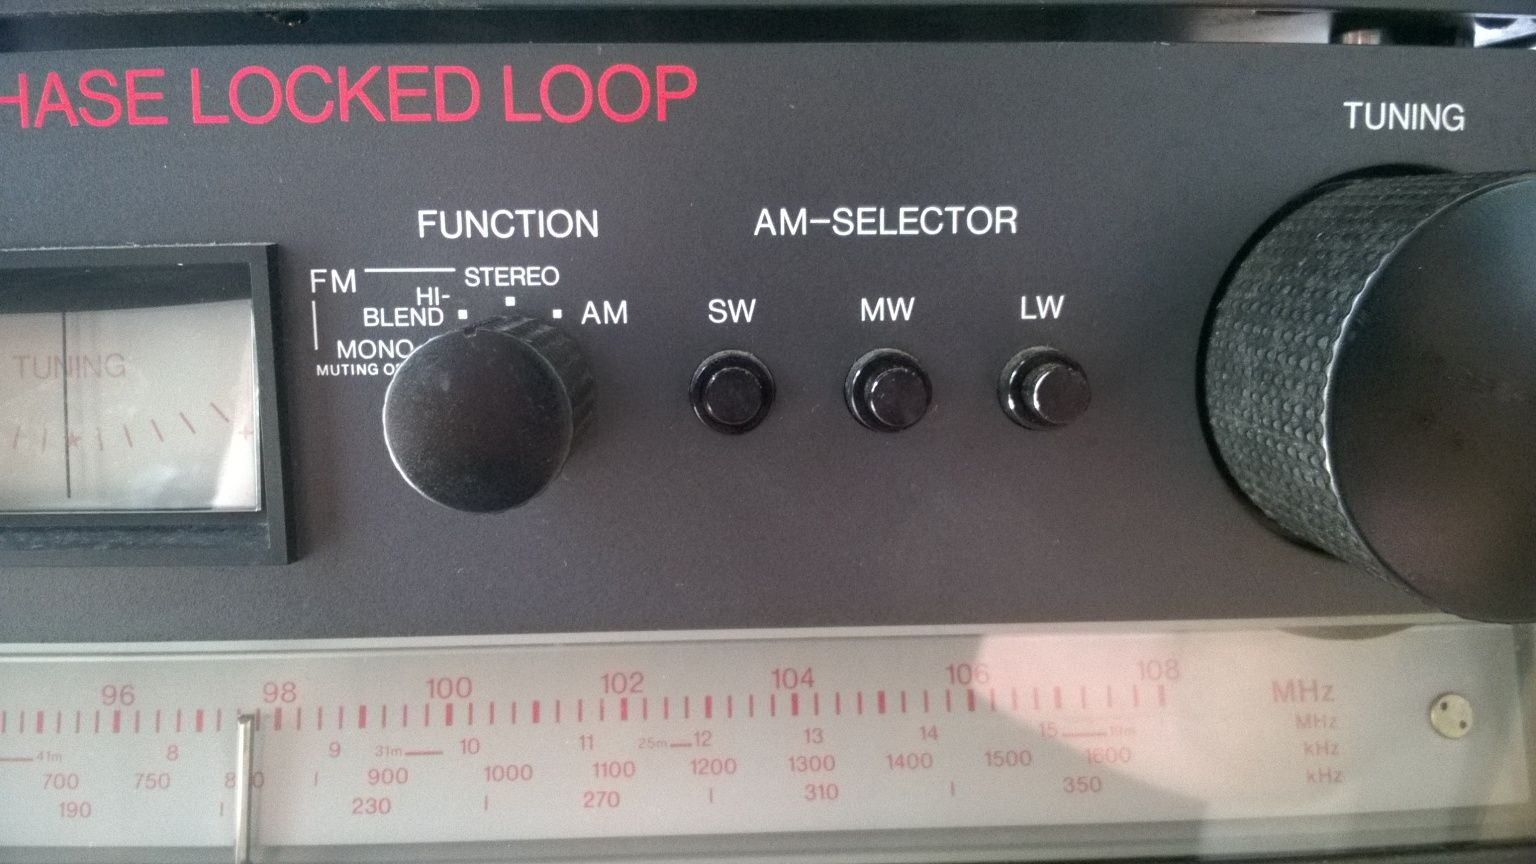 HASE LOCKED LOOP
TUNING
FUNCTION
AM-SELECTOR
FM
STEREO
HI-
BLEND
AM
MONO
MUTING
SW
MW
LW
TUNING
96 98 100 102 104 106 108 MHz
41m 8 9 31m 10 11 25m 12 13 14 15 19m MHz
700 750 900 1000 1100 1200 1300 1400 1500 1600 kHz
190 230 270 310 350 kHz